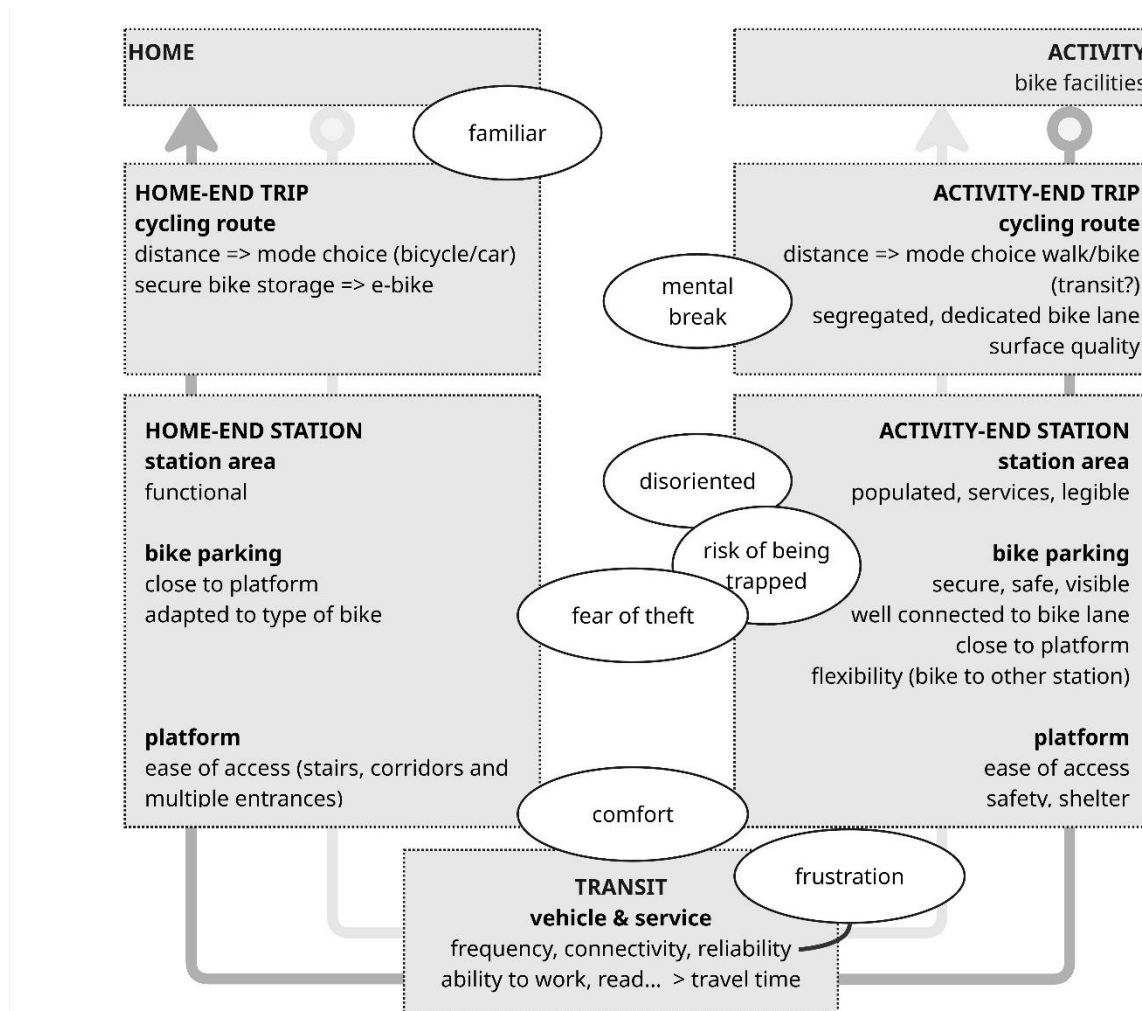 HOME
familiar
HOME-END TRIP
cycling route
distance => mode choice (bicycle/car)
secure bike storage => e-bike
HOME-END STATION
station area
functional
bike parking
close to platform
adapted to type of bike
platform
ease of access (stairs, corridors and
multiple entrances)
mental
break
disoriented
risk of being
trapped
fear of theft
comfort
ACTIVITY
bike facilities
ACTIVITY-END TRIP
cycling route
distance => mode choice walk/bike
(transit?)
segregated, dedicated bike lane
surface quality
ACTIVITY-END STATION
station area
populated, services, legible
bike parking
secure, safe, visible
well connected to bike lane
close to platform
flexibility (bike to other station)
platform
ease of access
safety, shelter
frustration
TRANSIT
vehicle & service
frequency, connectivity, reliability
ability to work, read... > travel time